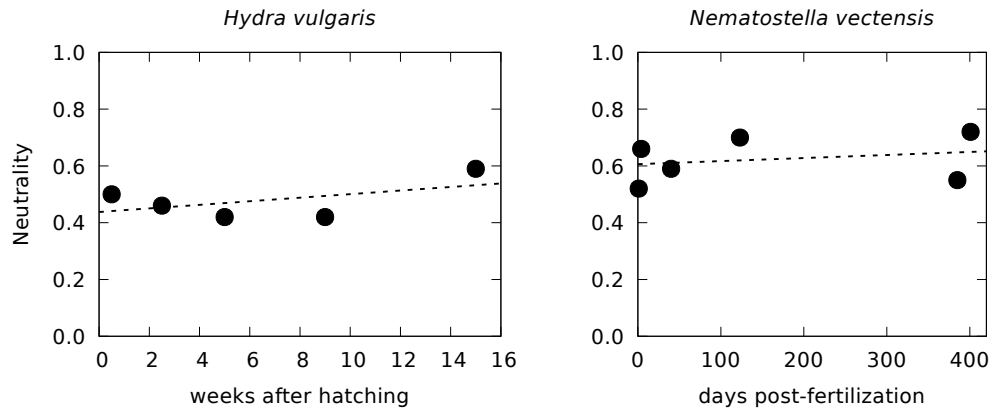 Hydra vulgaris
Nematostella vectensis
Neutrality
1.0
0.8
0.6
0.4
0.2
0.0
0 2 4 6 8 10 12 14 16
weeks after hatching
1.0
0.8
0.6
0.4
0.2
0.0
0 100 200 300 400
days post-fertilization